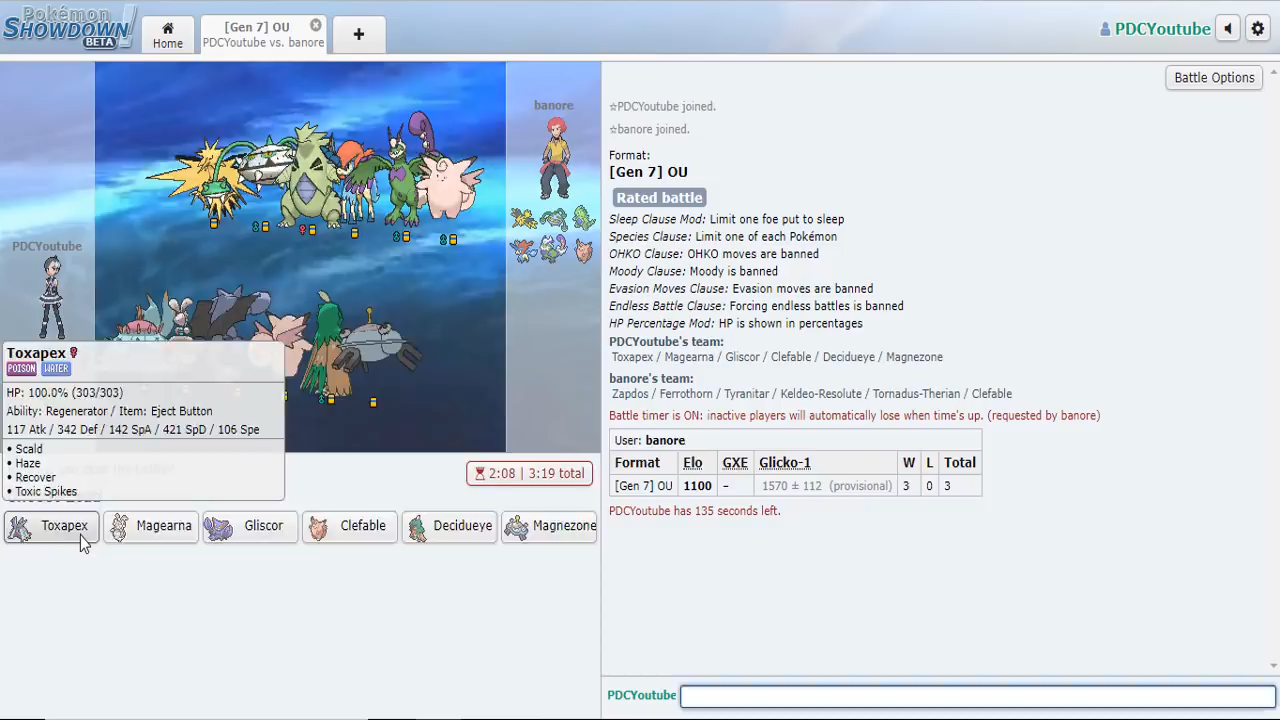 Pokémon
Showdown!
BETA
Home
[Gen 7] OU
PDCYoutube vs. banore
+
PDCYoutube
Battle Options
banore
PDCYoutube
☆PDCYoutube joined.
☆banore joined.
Format:
[Gen 7] OU
Rated battle
Sleep Clause Mod: Limit one foe put to sleep
Species Clause: Limit one of each Pokémon
OHKO Clause: OHKO moves are banned
Moody Clause: Moody is banned
Evasion Moves Clause: Evasion moves are banned
Endless Battle Clause: Forcing endless battles is banned
HP Percentage Mod: HP is shown in percentages
PDCYoutube's team:
Toxapex / Magearna / Gliscor / Clefable / Decidueye / Magnezone
banore's team:
Zapdos / Ferrothorn / Tyranitar / Keldeo-Resolute / Tornadus-Therian / Clefable
Battle timer is ON: inactive players will automatically lose when time's up. (requested by banore)
User: banore
Format Elo GXE Glicko-1 W L Total
[Gen 7] OU 1100 – 1570 ± 112 (provisional) 3 0 3
PDCYoutube has 135 seconds left.
Toxapex
POISON WATER
HP: 100.0% (303/303)
Ability: Regenerator / Item: Eject Button
117 Atk / 342 Def / 142 SpA / 421 SpD / 106 Spe
• Scald
• Haze
• Recover
• Toxic Spikes
2:08 | 3:19 total
Toxapex Magearna Gliscor Clefable Decidueye Magnezone
PDCYoutube